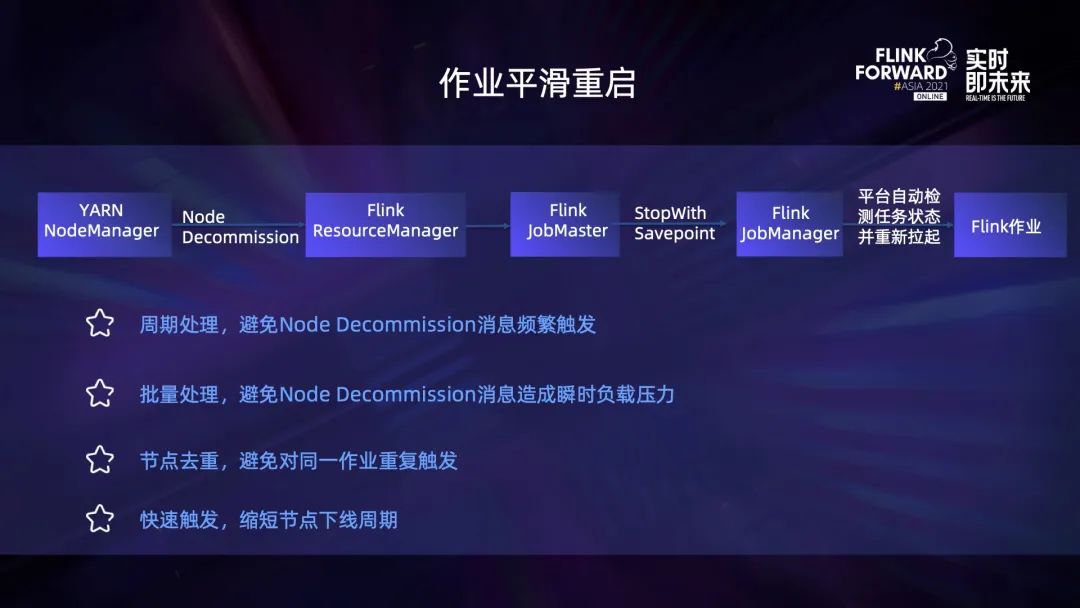 作业平滑重启
FLINK
FORWARD
#ASIA 2021
ONLINE
实时
即未来
REAL-TIME IS THE FUTURE
YARN
NodeManager
Node
Decommission
Flink
ResourceManager
Flink
JobMaster
StopWith
Savepoint
Flink
JobManager
平台自动检
测任务状态
并重新拉起
Flink作业
周期处理，避免Node Decommission消息频繁触发
批量处理，避免Node Decommission消息造成瞬时负载压力
节点去重，避免对同一作业重复触发
快速触发，缩短节点下线周期